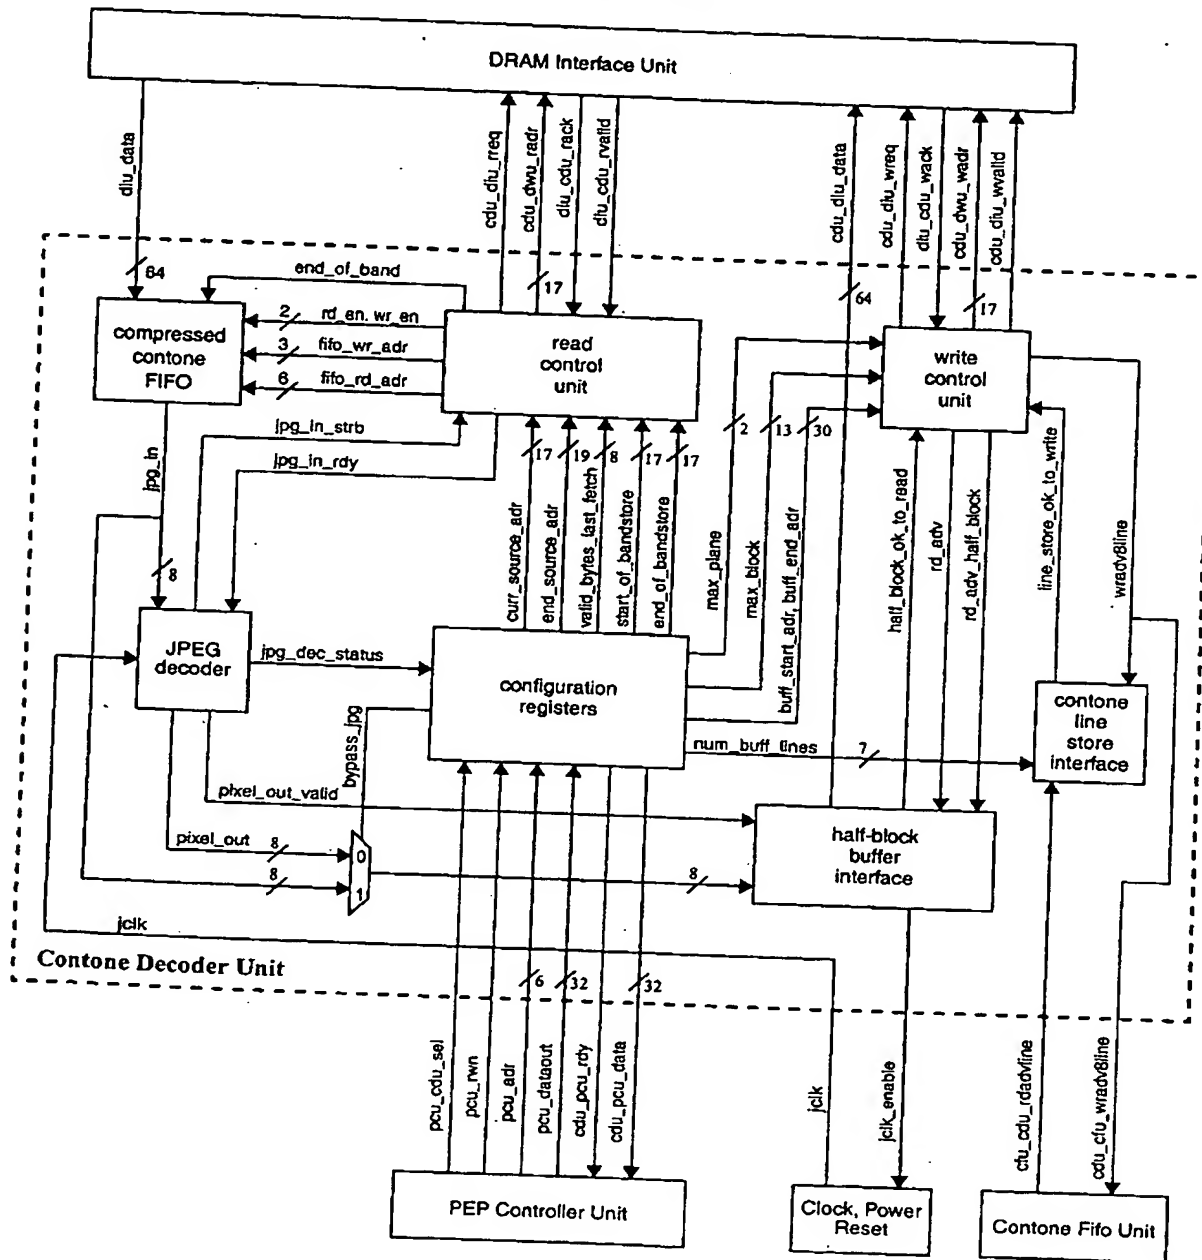 DRAM Interface Unit
diu_data
cdu_diu_rreq
cdu_dwu_radr
diu_cdu_rack
diu_cdu_rvalid
cdu_diu_data
cdu_diu_wreq
diu_cdu_wack
cdu_dwu_wadr
cdu_diu_wvalid
64
17
64
17
end_of_band
compressed
contone
FIFO
2
rd_en. wr_en
3
fifo_wr_adr
6
fifo_rd_adr
read
control
unit
write
control
unit
2
13
30
jpg_in
jpg_in_strb
jpg_in_rdy
8
17
19
8
17
17
curr_source_adr
end_source_adr
valid_bytes_last_fetch
start_of_bandstore
end_of_bandstore
max_plane
max_block
buff_start_adr, buff_end_adr
half_block_ok_to_read
rd_adv
rd_adv_half_block
line_store_ok_to_write
wradv8line
JPEG
decoder
jpg_dec_status
configuration
registers
contone
line
store
interface
bypass_jpg
num_buff_lines
7
pixel_out_valid
pixel_out
8
0
8
1
8
half-block
buffer
interface
jclk
Contone Decoder Unit
6
32
32
pcu_cdu_sel
pcu_rwn
pcu_adr
pcu_dataout
cdu_pcu_rdy
cdu_pcu_data
jclk
jclk_enable
cfu_cdu_rdadvline
cdu_cfu_wradv8line
PEP Controller Unit
Clock, Power
Reset
Contone Fifo Unit